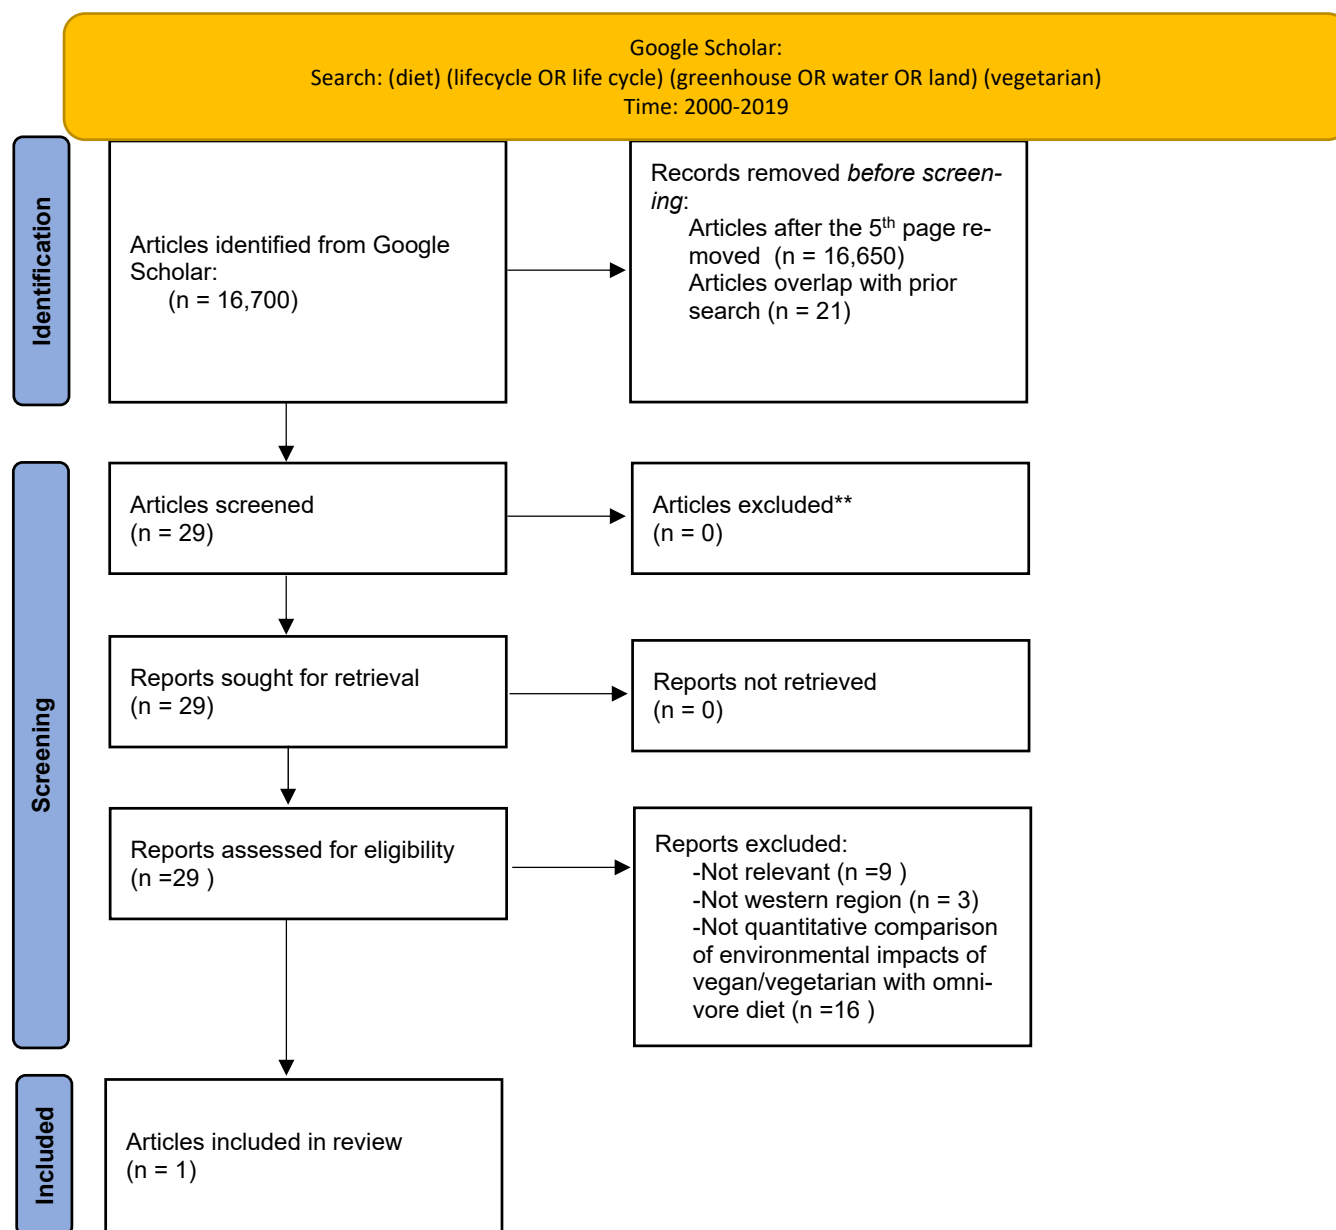 Google Scholar:
Search: (diet) (lifecycle OR life cycle) (greenhouse OR water OR land) (vegetarian)
Time: 2000-2019
Identification
Articles identified from Google
Scholar:
(n = 16,700)
Records removed before screen-
ing:
Articles after the 5th page re-
moved  (n = 16,650)
Articles overlap with prior
search (n = 21)
Screening
Articles screened
(n = 29)
Articles excluded**
(n = 0)
Reports sought for retrieval
(n = 29)
Reports not retrieved
(n = 0)
Reports assessed for eligibility
(n =29 )
Reports excluded:
-Not relevant (n =9 )
-Not western region (n = 3)
-Not quantitative comparison
of environmental impacts of
vegan/vegetarian with omni-
vore diet (n =16 )
Included
Articles included in review
(n = 1)